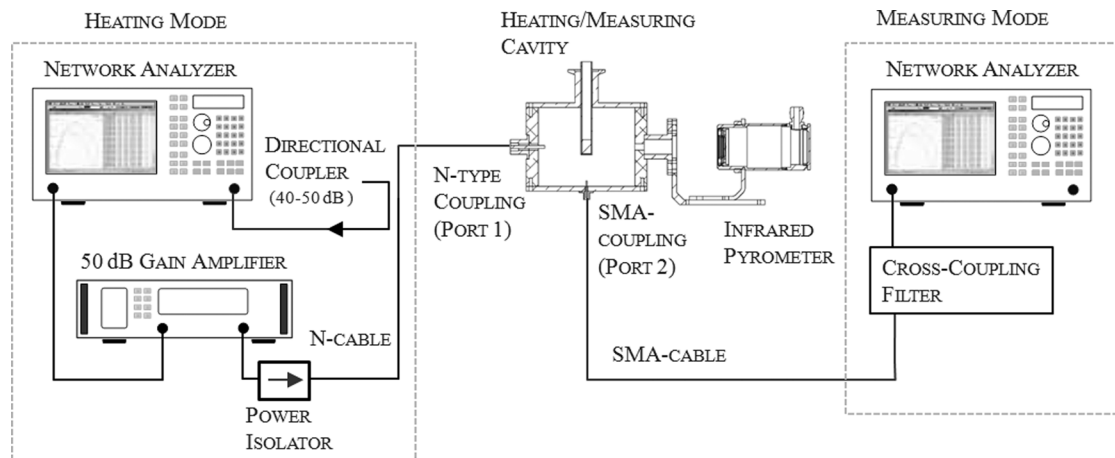 HEATING MODE
NETWORK ANALYZER
DIRECTIONAL
COUPLER
(40-50 dB)
50 dB GAIN AMPLIFIER
N-CABLE
POWER
ISOLATOR
HEATING/MEASURING
CAVITY
N-TYPE
COUPLING
(PORT 1)
SMA-
COUPLING
(PORT 2)
INFRARED
PYROMETER
SMA-CABLE
MEASURING MODE
NETWORK ANALYZER
CROSS-COUPLING
FILTER